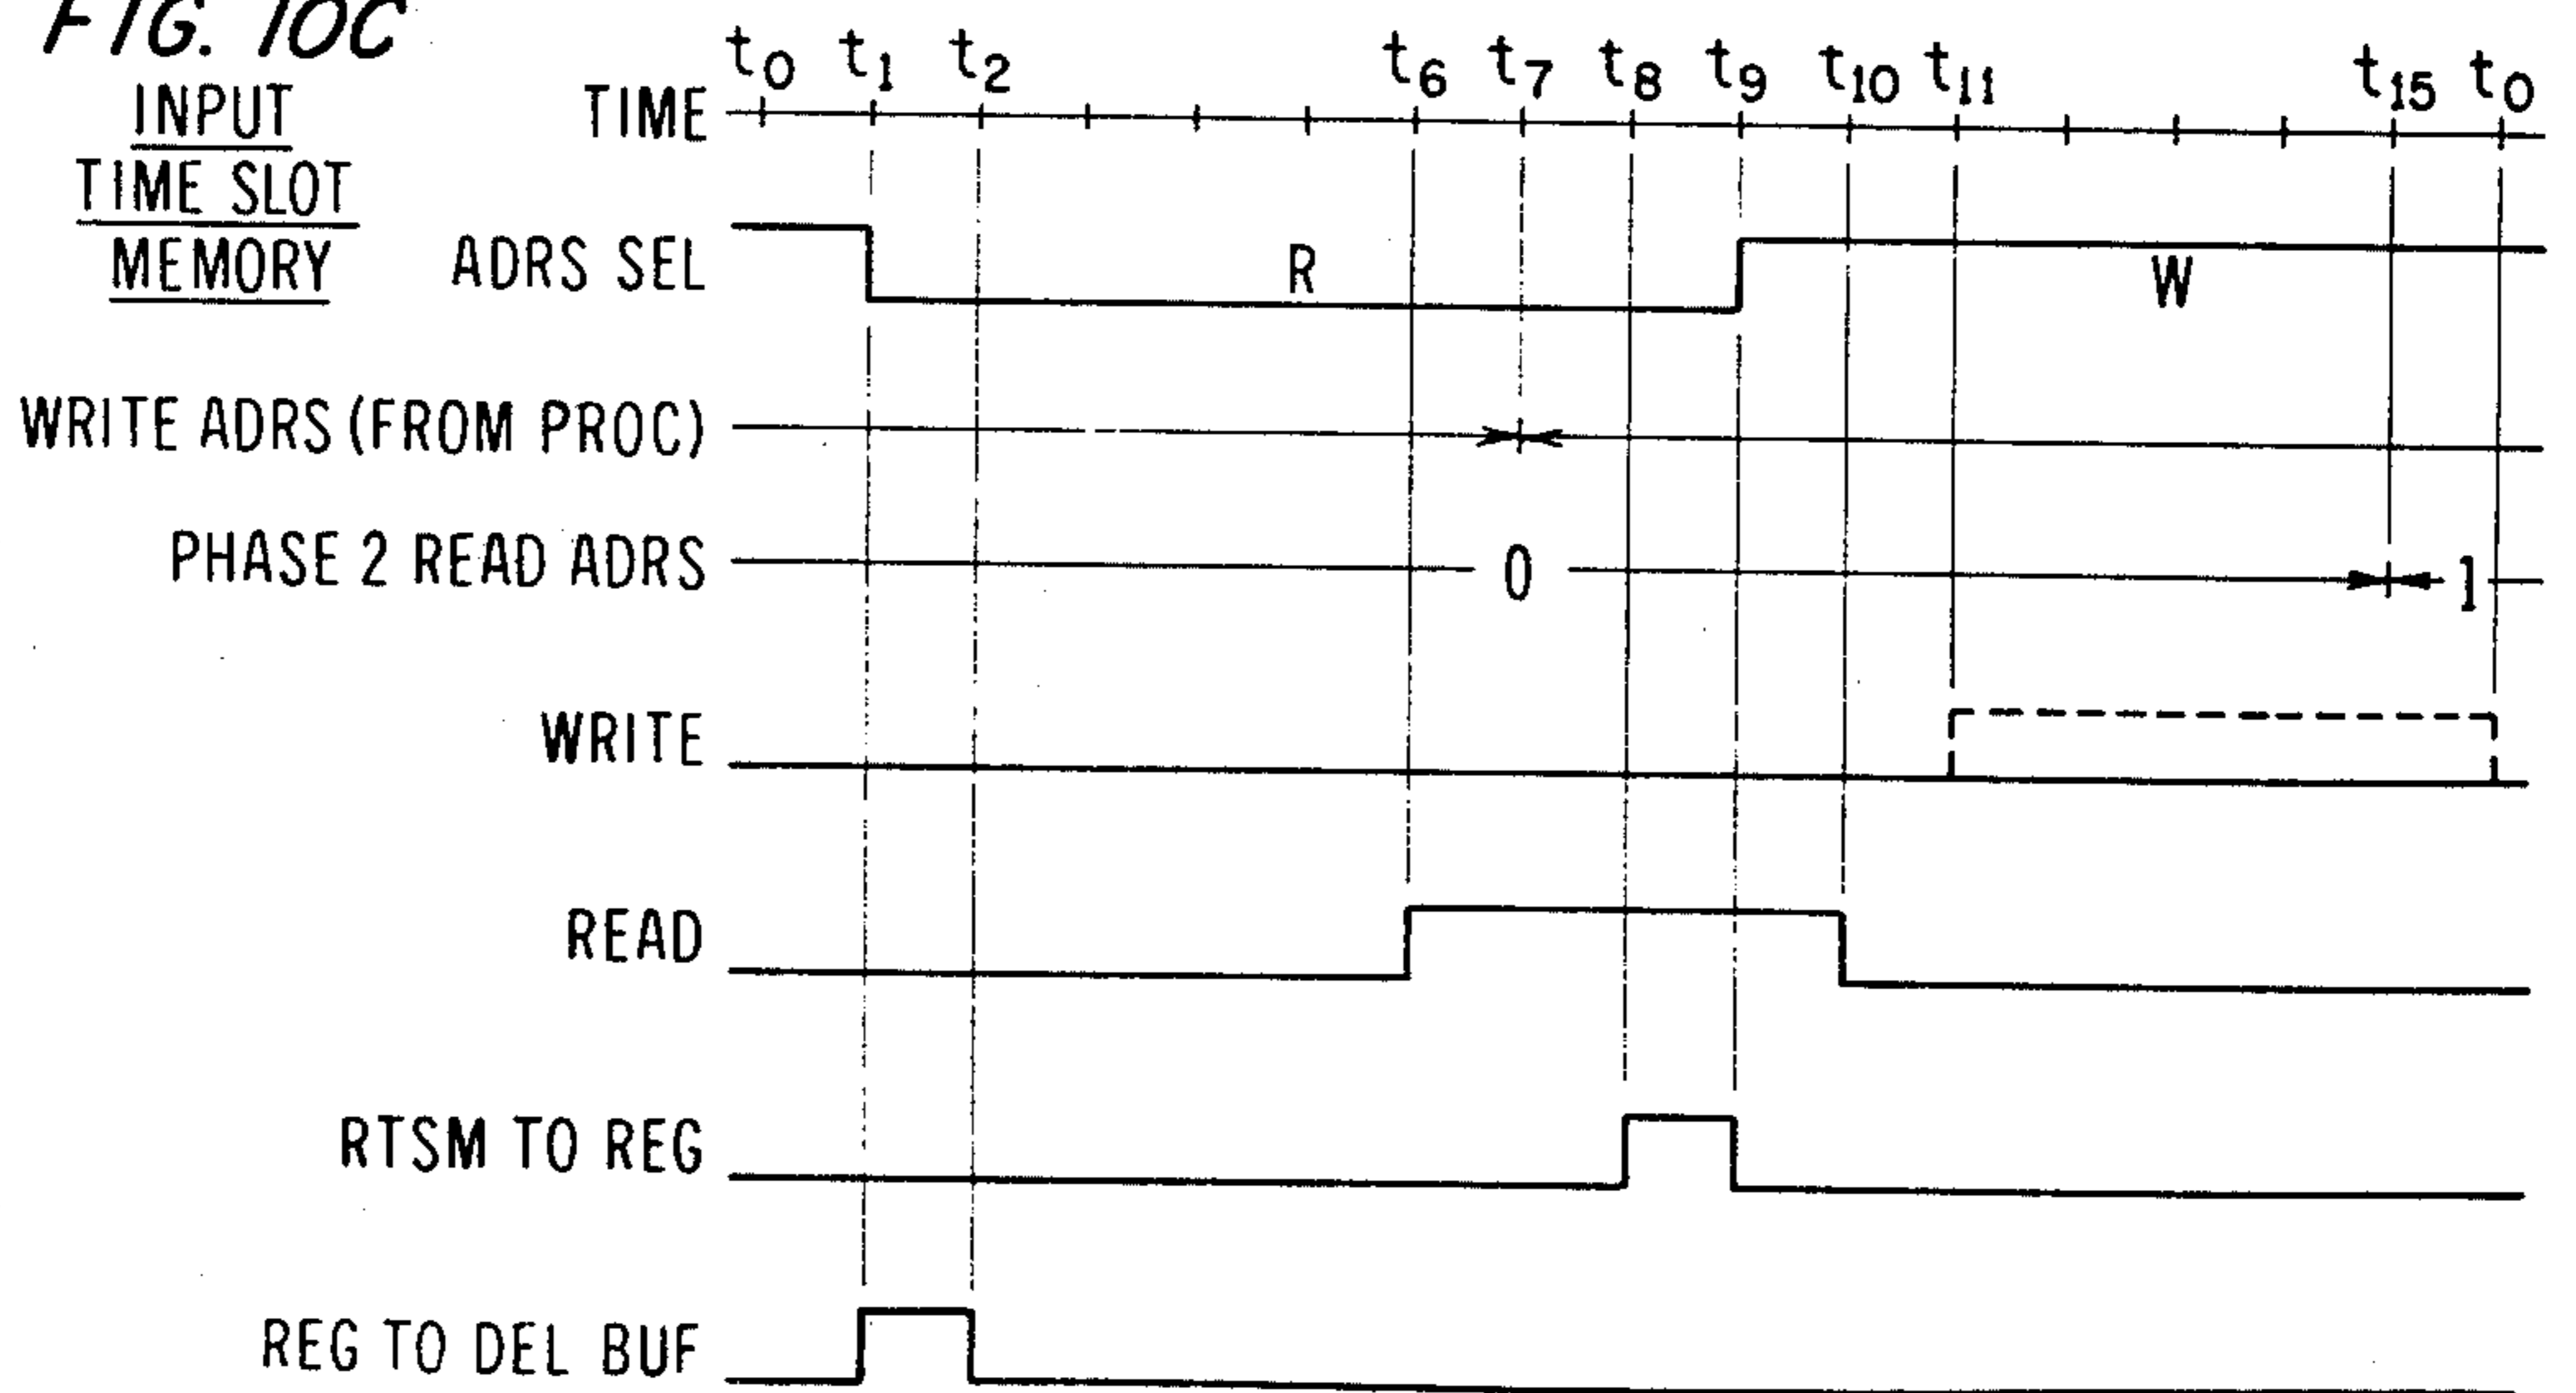 FIG. 10C
INPUT
TIME SLOT
MEMORY
TIME
t0 t1 t2 t6 t7 t8 t9 t10 t11 t15 t0
ADRS SEL R W
WRITE ADRS (FROM PROC)
PHASE 2 READ ADRS 0 1
WRITE
READ
RTSM TO REG
REG TO DEL BUF